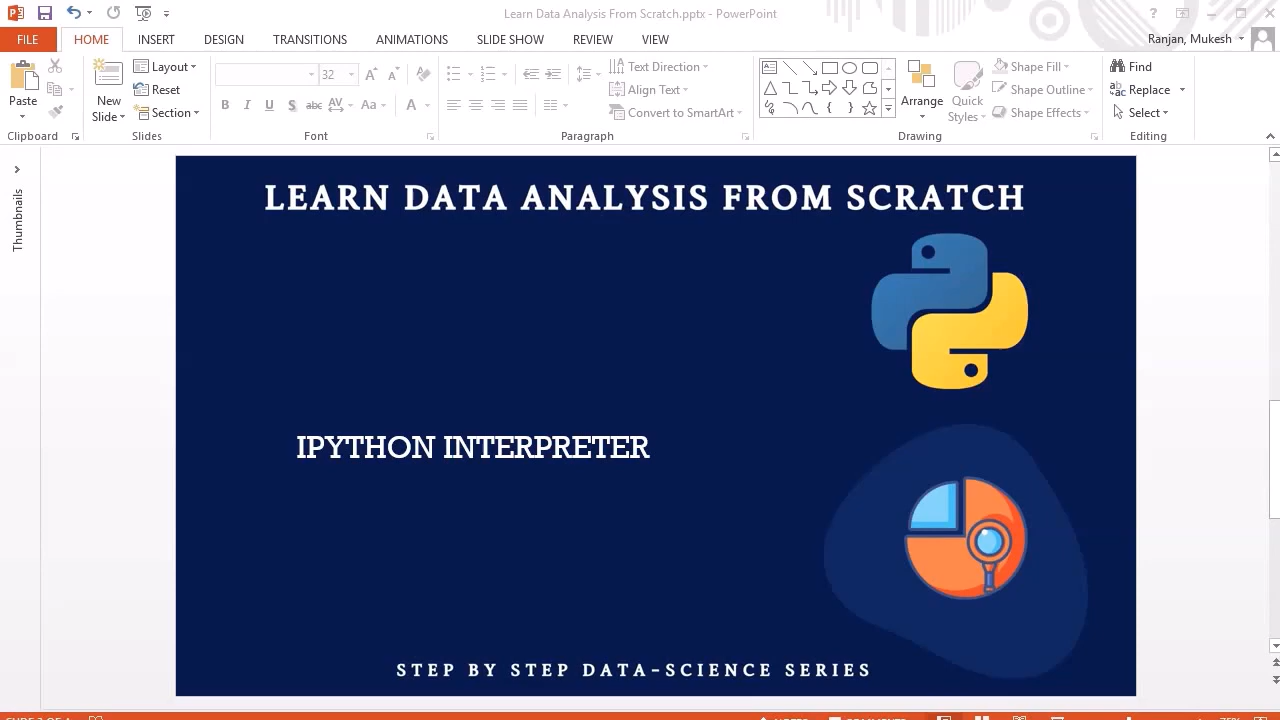 Learn Data Analysis From Scratch.pptx - PowerPoint
?
FILE
HOME
INSERT
DESIGN
TRANSITIONS
ANIMATIONS
SLIDE SHOW
REVIEW
VIEW
Ranjan, Mukesh
Paste
New
Slide
Layout
Reset
Section
32
B I U S abc AV Aa A
Text Direction
Align Text
Convert to SmartArt
Arrange
Quick
Styles
Shape Fill
Shape Outline
Shape Effects
Find
Replace
Select
Clipboard
Slides
Font
Paragraph
Drawing
Editing
Thumbnails
LEARN DATA ANALYSIS FROM SCRATCH
IPYTHON INTERPRETER
STEP BY STEP DATA-SCIENCE SERIES